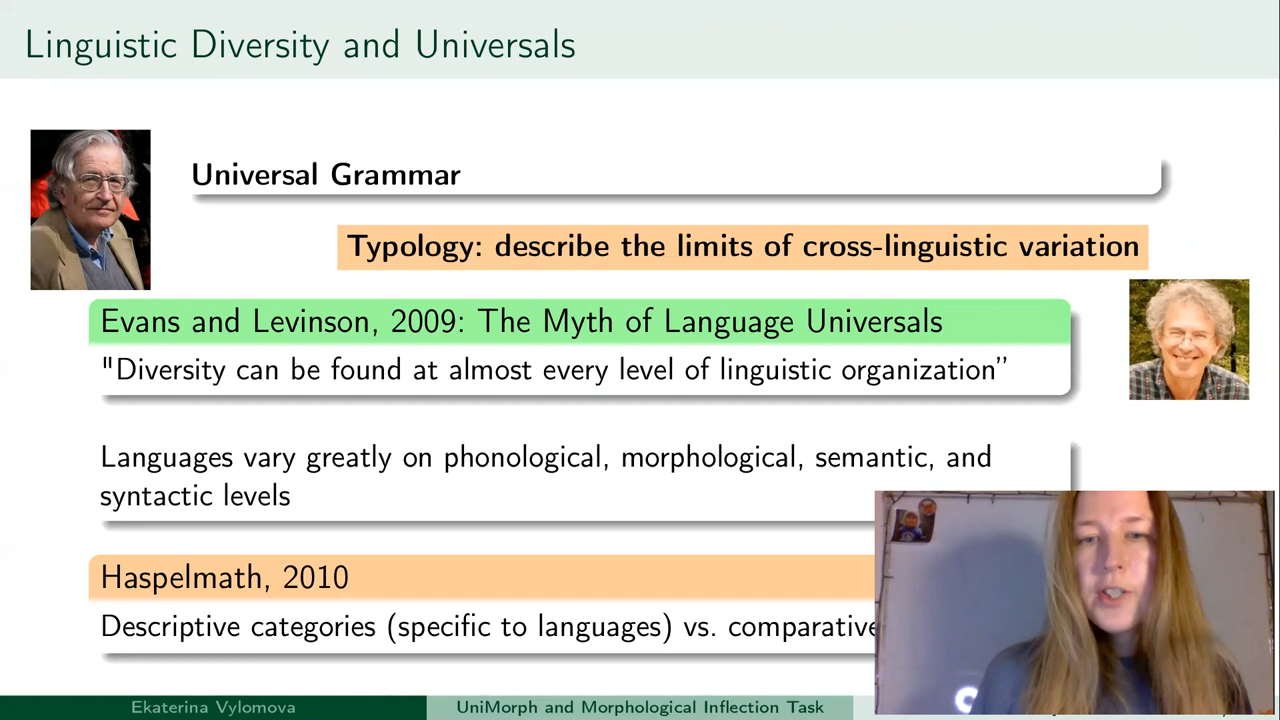 Linguistic Diversity and Universals
Universal Grammar
Typology: describe the limits of cross-linguistic variation
Evans and Levinson, 2009: The Myth of Language Universals
"Diversity can be found at almost every level of linguistic organization”
Languages vary greatly on phonological, morphological, semantic, and
syntactic levels
Haspelmath, 2010
Descriptive categories (specific to languages) vs. comparative
Ekaterina Vylomova
UniMorph and Morphological Inflection Task